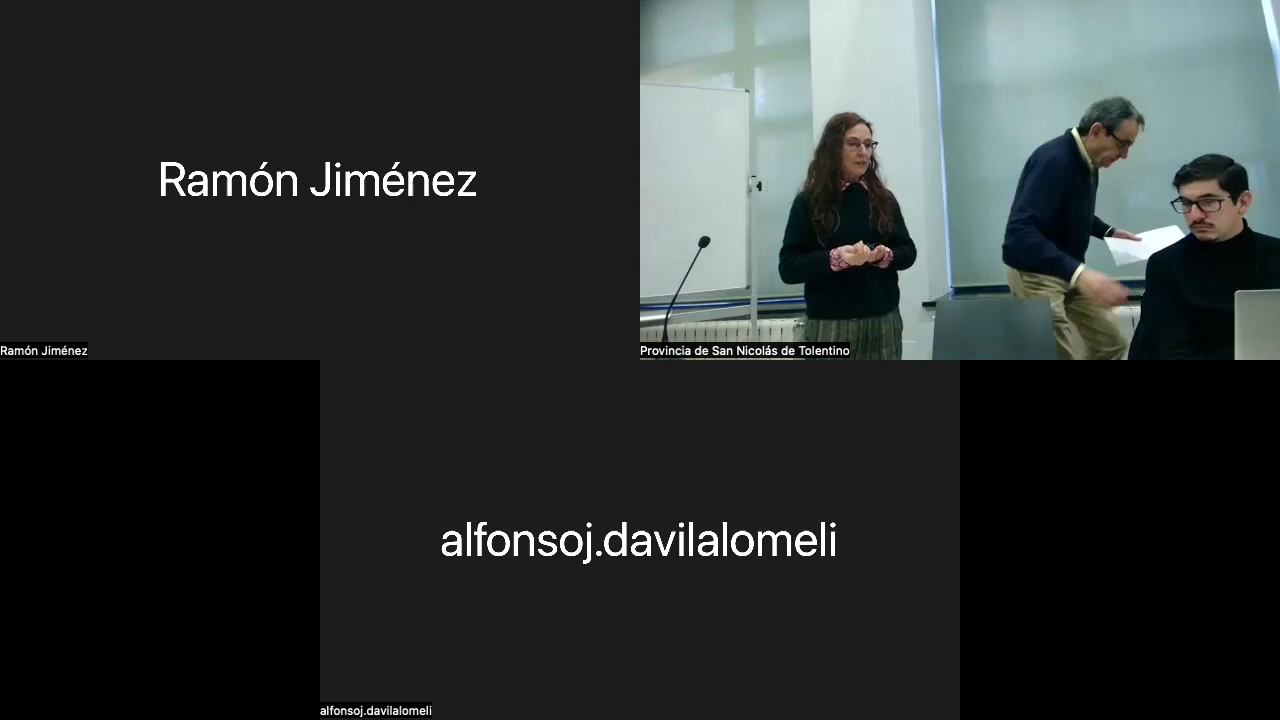 Ramón Jiménez
Ramón Jiménez
Provincia de San Nicolás de Tolentino
alfonsoj.davilalomeli
alfonsoj.davilalomeli